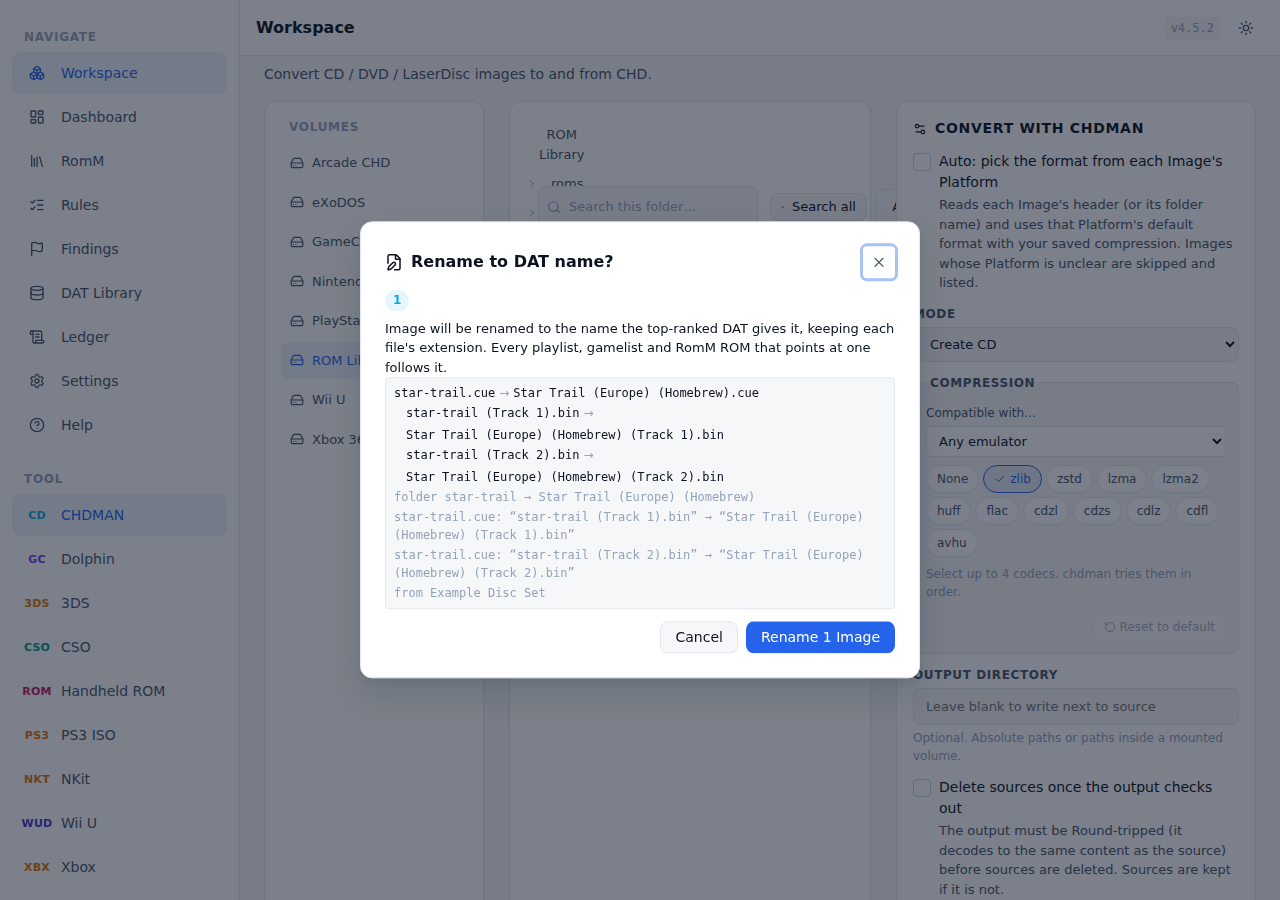 NAVIGATE
Workspace
Dashboard
RomM
Rules
Findings
DAT Library
Ledger
Settings
Help
TOOL
CD CHDMAN
GC Dolphin
3DS 3DS
CSO CSO
ROM Handheld ROM
PS3 PS3 ISO
NKT NKit
WUD Wii U
XBX Xbox
Workspace
v4.5.2
Convert CD / DVD / LaserDisc images to and from CHD.
VOLUMES
Arcade CHD
eXoDOS
Wii U
ROM
Library
roms
Search this folder...
Search all
Rename to DAT name?
1
Image will be renamed to the name the top-ranked DAT gives it, keeping each
file's extension. Every playlist, gamelist and RomM ROM that points at one
follows it.
star-trail.cue → Star Trail (Europe) (Homebrew).cue
star-trail (Track 1).bin →
Star Trail (Europe) (Homebrew) (Track 1).bin
star-trail (Track 2).bin →
Star Trail (Europe) (Homebrew) (Track 2).bin
folder star-trail → Star Trail (Europe) (Homebrew)
star-trail.cue: “star-trail (Track 1).bin” → “Star Trail (Europe)
(Homebrew) (Track 1).bin”
star-trail.cue: “star-trail (Track 2).bin” → “Star Trail (Europe)
(Homebrew) (Track 2).bin”
from Example Disc Set
Cancel
Rename 1 Image
CONVERT WITH CHDMAN
Auto: pick the format from each Image's
Platform
Reads each Image's header (or its folder
name) and uses that Platform's default
format with your saved compression. Images
whose Platform is unclear are skipped and
listed.
MODE
Create CD
COMPRESSION
Compatible with...
Any emulator
None zlib zstd lzma lzma2
huff flac cdzl cdzs cdlz cdfl
avhu
Select up to 4 codecs. chdman tries them in
order.
Reset to default
OUTPUT DIRECTORY
Leave blank to write next to source
Optional. Absolute paths or paths inside a mounted
volume.
Delete sources once the output checks
out
The output must be Round-tripped (it
decodes to the same content as the source)
before sources are deleted. Sources are kept
if it is not.